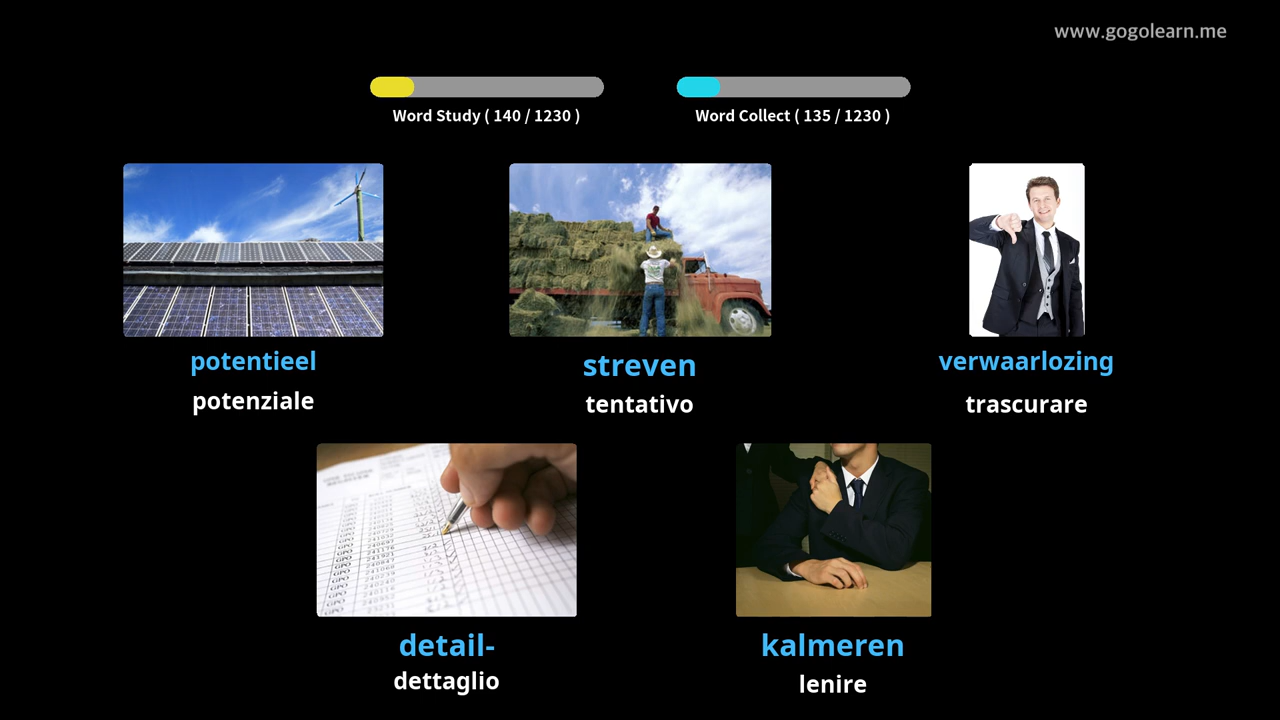 www.gogolearn.me
Word Study ( 140 / 1230 )
Word Collect ( 135 / 1230 )
potentieel
potenziale
streven
tentativo
verwaarlozing
trascurare
detail-
dettaglio
kalmeren
lenire